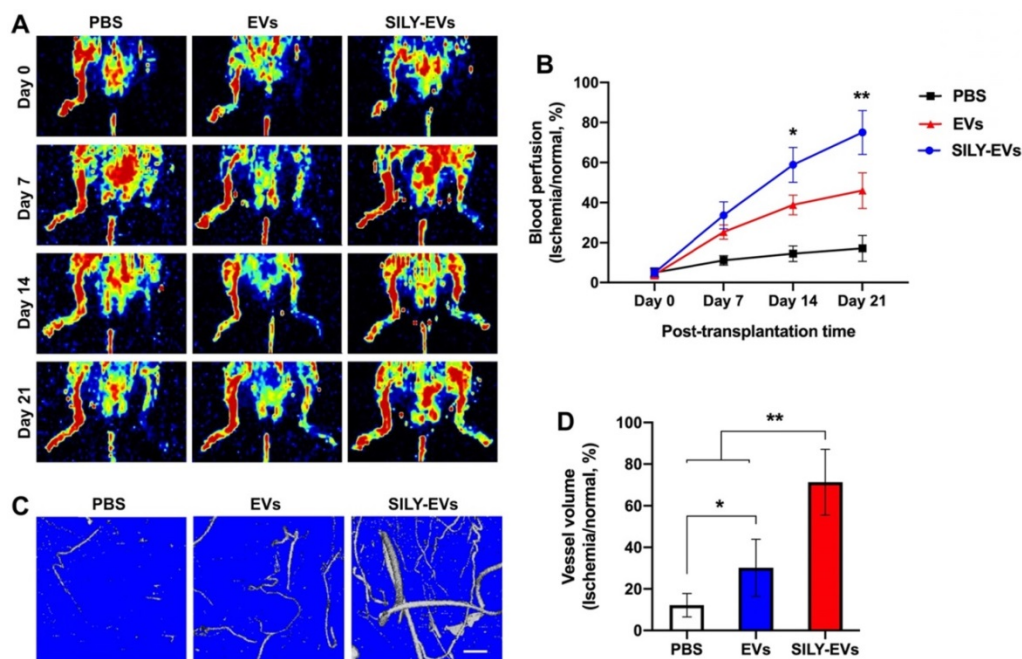 A
PBS EVs SILY-EVs
Day 0
Day 7
Day 14
Day 21
B
Blood perfusion
(Ischemia/normal, %)
100
80
60
40
20
0
*
**
Day 0 Day 7 Day 14 Day 21
Post-transplantation time
PBS
EVs
SILY-EVs
C
PBS EVs SILY-EVs
D
Vessel volume
(Ischemia/normal, %)
100
80
60
40
20
0
**
*
PBS EVs SILY-EVs